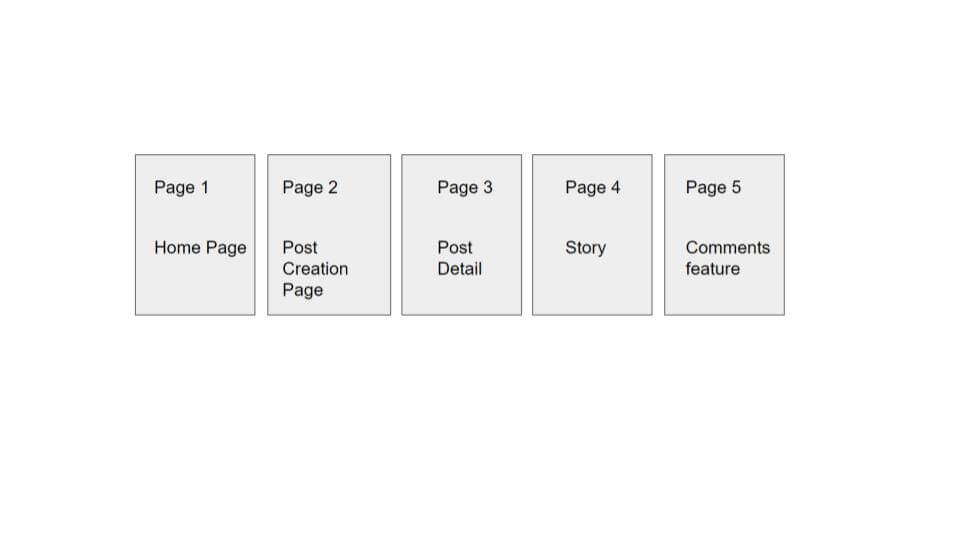 Page 1
Home Page
Page 2
Post
Creation
Page
Page 3
Post
Detail
Page 4
Story
Page 5
Comments
feature